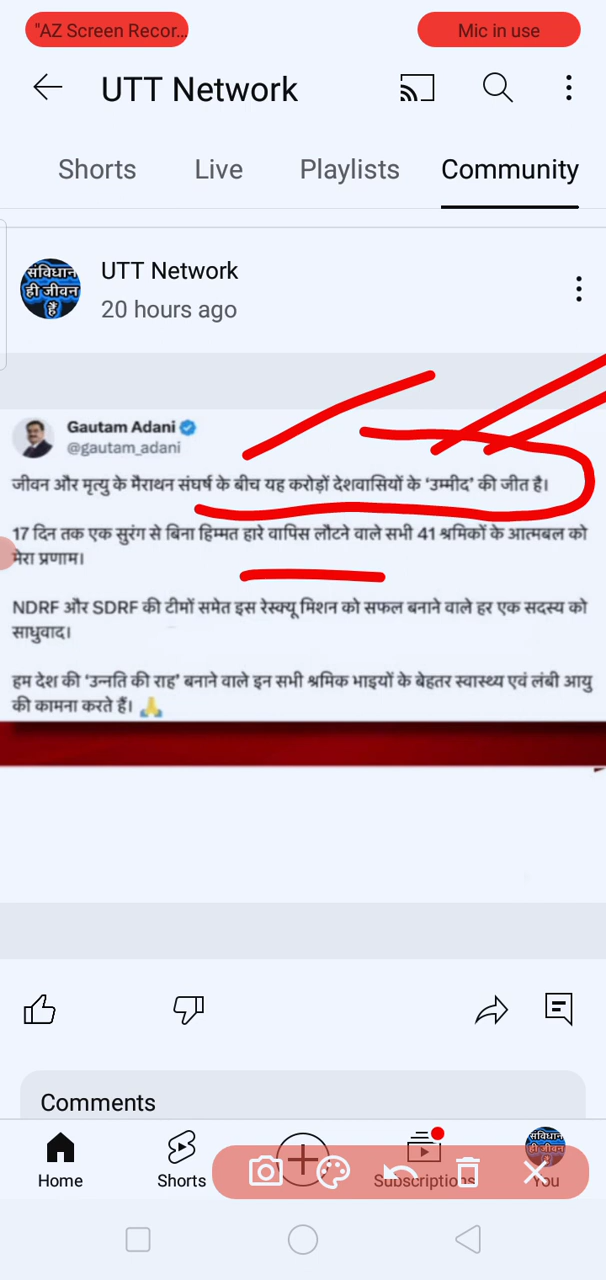 "AZ Screen Recor...
Mic in use
UTT Network
Shorts Live Playlists Community
संविधान
ही जीवन
है
UTT Network
20 hours ago
Gautam Adani
@gautam_adani
जीवन और मृत्यु के मैराथन संघर्ष के बीच यह करोड़ों देशवासियों के ‘उम्मीद’ की जीत है।
17 दिन तक एक सुरंग से बिना हिम्मत हारे वापिस लौटने वाले सभी 41 श्रमिकों के आत्मबल को
मेरा प्रणाम।
NDRF और SDRF की टीमों समेत इस रेस्क्यू मिशन को सफल बनाने वाले हर एक सदस्य को
साधुवाद।
हम देश की ‘उन्नति की राह’ बनाने वाले इन सभी श्रमिक भाइयों के बेहतर स्वास्थ्य एवं लंबी आयु
की कामना करते हैं। 🙏
Comments
संविधान
ही जीवन
Home Shorts Subscriptions You